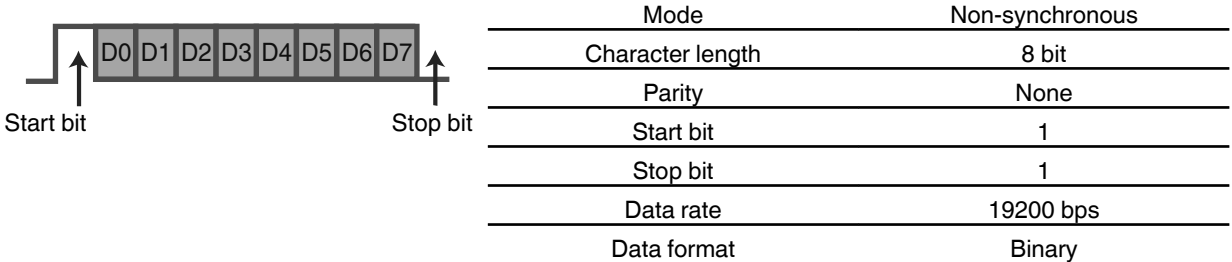 D0 D1 D2 D3 D4 D5 D6 D7
Start bit
Stop bit
Mode Non-synchronous
Character length 8 bit
Parity None
Start bit 1
Stop bit 1
Data rate 19200 bps
Data format Binary